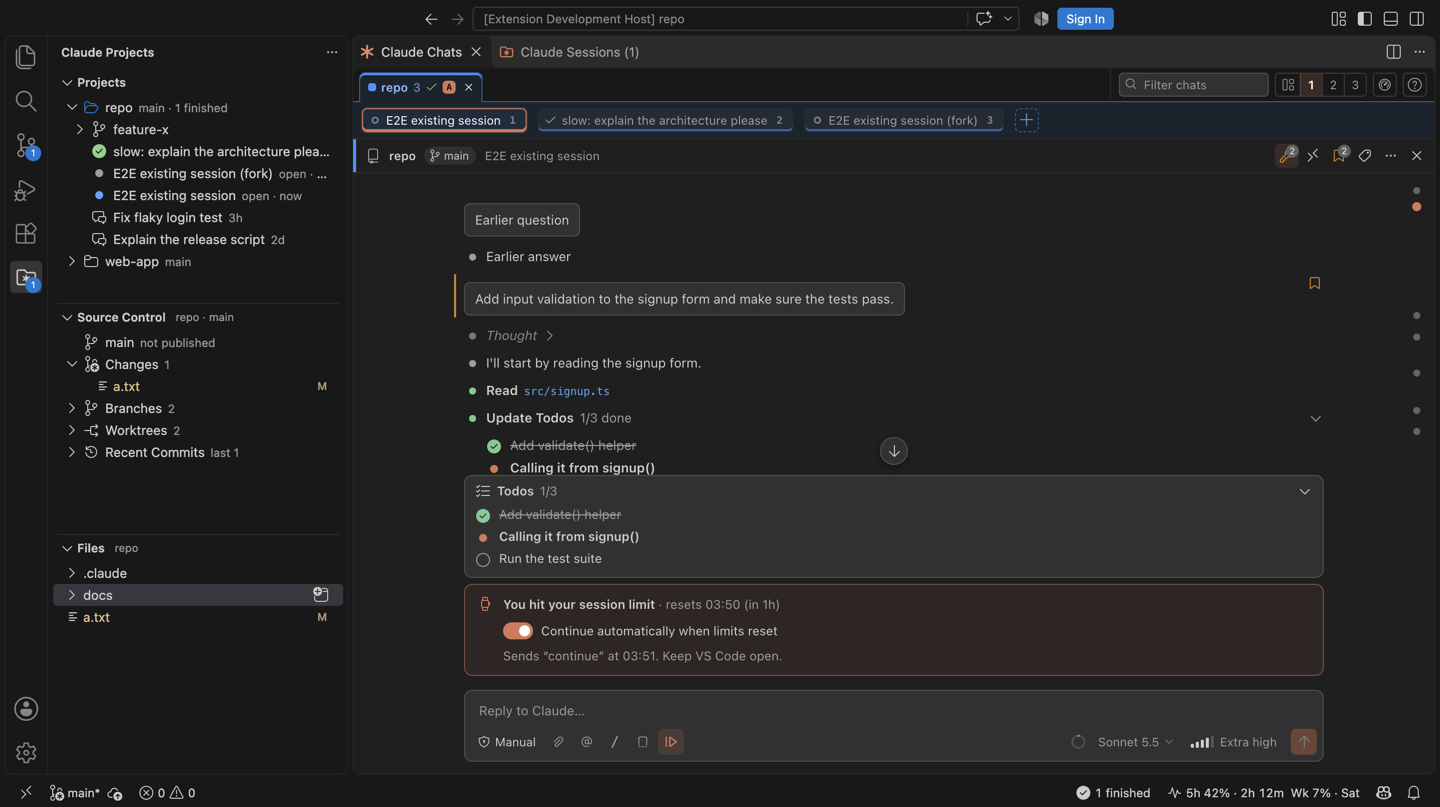 [Extension Development Host] repo
Sign In
Claude Projects
Projects
repo main · 1 finished
feature-x
slow: explain the architecture plea...
E2E existing session (fork) open · ...
E2E existing session open · now
Fix flaky login test 3h
Explain the release script 2d
web-app main
Source Control repo · main
main not published
Changes 1
a.txt M
Branches 2
Worktrees 2
Recent Commits last 1
Files repo
.claude
docs
a.txt M
1
1
Claude Chats
Claude Sessions (1)
repo 3 A
Filter chats
1 2 3
E2E existing session 1
slow: explain the architecture please 2
E2E existing session (fork) 3
repo main E2E existing session
2 2
Earlier question
Earlier answer
Add input validation to the signup form and make sure the tests pass.
Thought
I'll start by reading the signup form.
Read src/signup.ts
Update Todos 1/3 done
Add validate() helper
Calling it from signup()
Todos 1/3
Add validate() helper
Calling it from signup()
Run the test suite
You hit your session limit · resets 03:50 (in 1h)
Continue automatically when limits reset
Sends “continue” at 03:51. Keep VS Code open.
Reply to Claude…
Manual @ / Sonnet 5.5 Extra high
main* 0 0
1 finished 5h 42% · 2h 12m Wk 7% · Sat